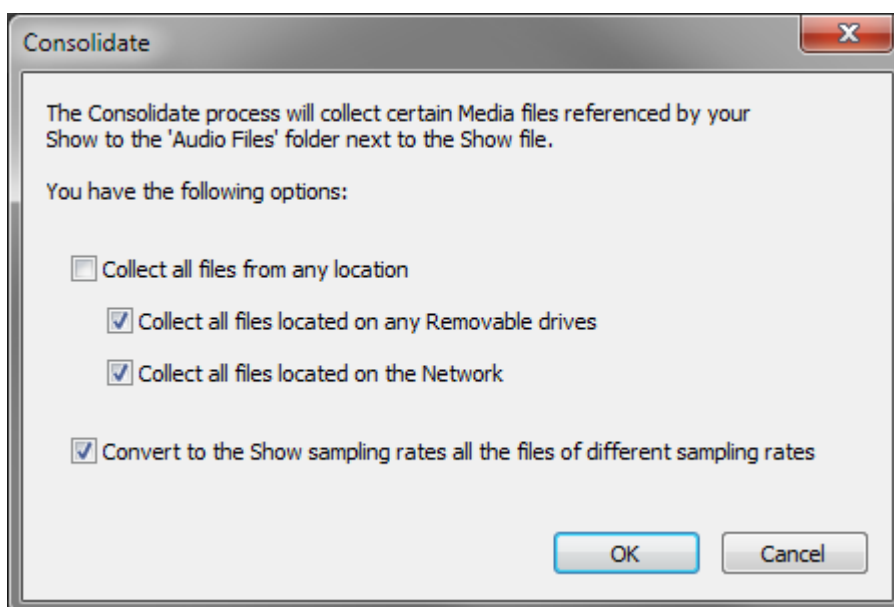 Consolidate
The Consolidate process will collect certain Media files referenced by your
Show to the 'Audio Files' folder next to the Show file.
You have the following options:
Collect all files from any location
Collect all files located on any Removable drives
Collect all files located on the Network
Convert to the Show sampling rates all the files of different sampling rates
OK Cancel